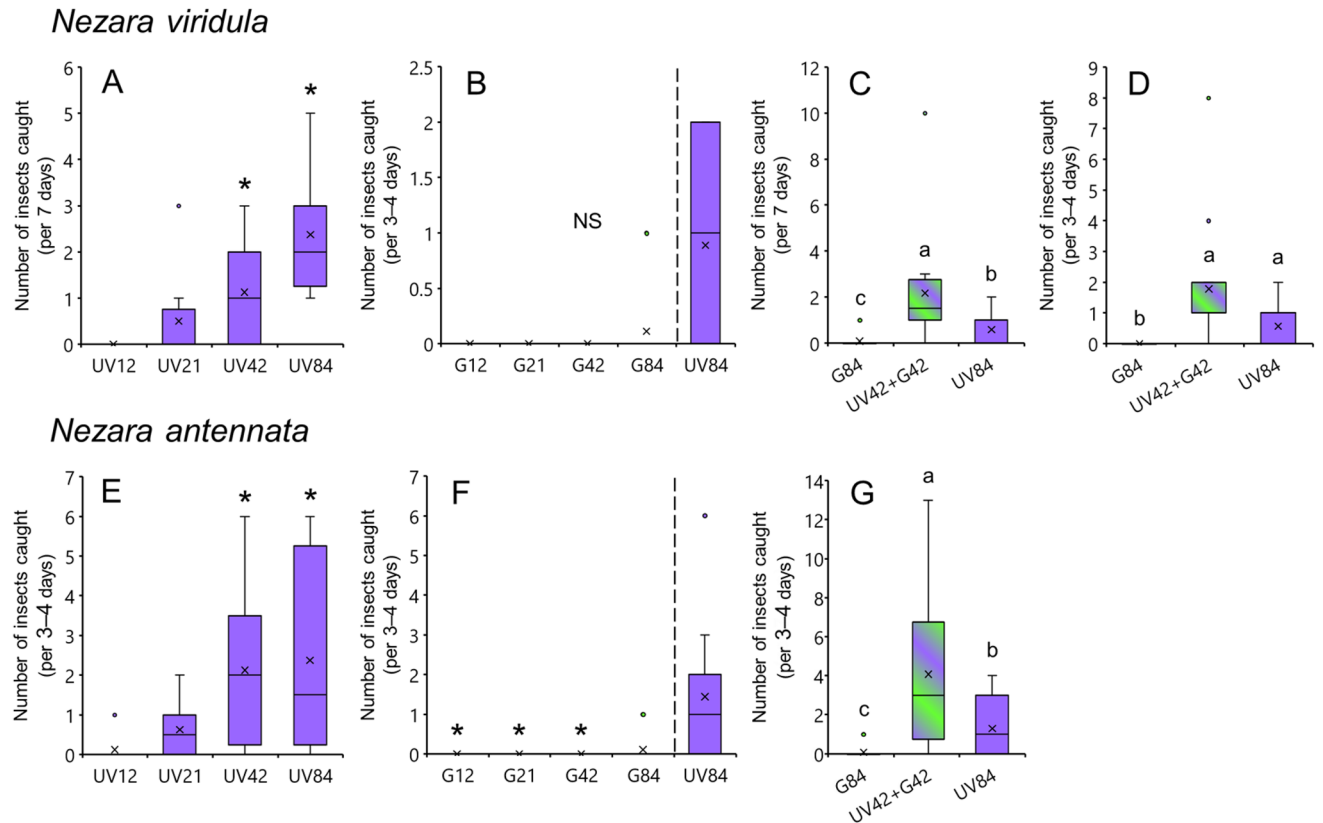 Nezara viridula
A
Number of insects caught
(per 7 days)
6
5
4
3
2
1
0
*
*
UV12 UV21 UV42 UV84
B
Number of insects caught
(per 3–4 days)
2.5
2
1.5
1
0.5
0
NS
G12 G21 G42 G84 UV84
C
Number of insects caught
(per 7 days)
12
10
8
6
4
2
0
c
a
b
G84 UV42+G42 UV84
D
Number of insects caught
(per 3–4 days)
9
8
7
6
5
4
3
2
1
0
b
a
a
G84 UV42+G42 UV84
Nezara antennata
E
Number of insects caught
(per 3–4 days)
7
6
5
4
3
2
1
0
*
*
UV12 UV21 UV42 UV84
F
Number of insects caught
(per 3–4 days)
7
6
5
4
3
2
1
0
*
*
*
G12 G21 G42 G84 UV84
G
Number of insects caught
(per 3–4 days)
14
12
10
8
6
4
2
0
c
a
b
G84 UV42+G42 UV84